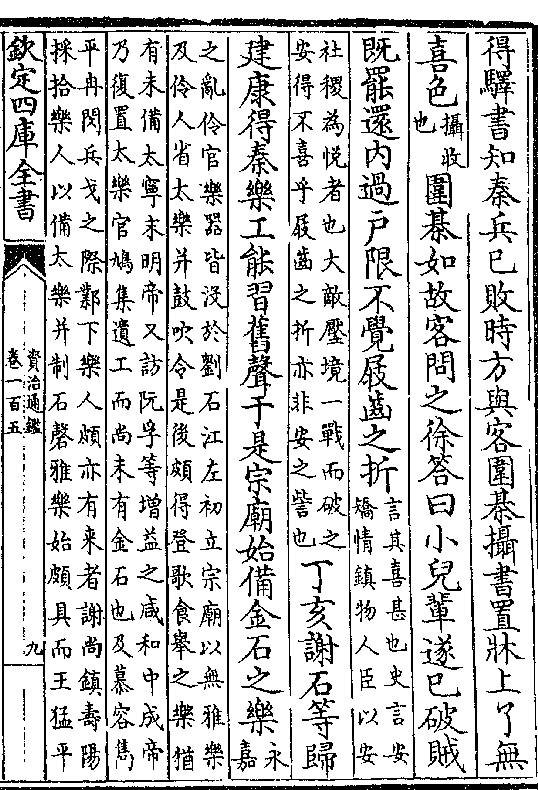 得驛書知秦兵已敗時方與客圍棊攝書置牀上了無
喜色攝收也圍棊如故客問之徐答曰小兒輩遂已破賊
既罷還内過戶限不覺屐齒之折言其喜甚也史言安矯情鎮物人臣以安
社稷為悅者也大敵壓境一戰而破之安得不喜乎屐齒之折亦非安之訾也丁亥謝石等歸
建康得秦樂工能習舊聲于是宗廟始備金石之樂永嘉
之亂伶官樂器皆沒於劉石江左初立宗廟以無雅樂
及伶人省太樂并鼓吹令是後頗得登歌食舉之樂猶
有未備太寧末明帝又訪阮孚等增益之咸和中成帝
乃復置太樂官鳩集遺工而尚未有金石也及慕容雋
平冉閔兵戈之際鄴下樂人頗亦有来者謝尚鎮壽陽
採拾樂人以備太樂并制石磬雅樂始頗具而王猛平
欽定四庫全書
資治通鑑
卷一百五
九